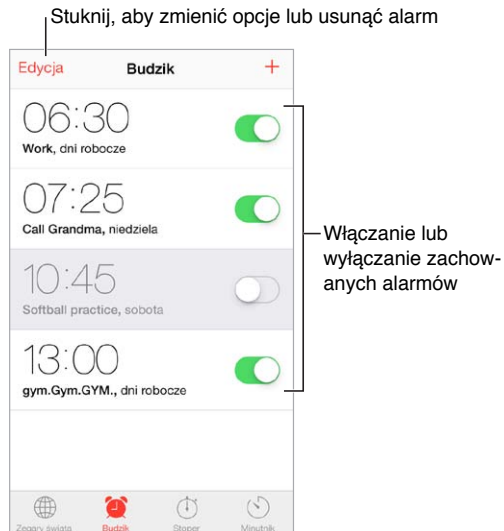 Stuknij, aby zmienić opcje lub usunąć alarm
Edycja Budzik +
06:30
Work, dni robocze
07:25
Call Grandma, niedziela
Włączanie lub
wyłączanie zachow-
anych alarmów
10:45
Softball practice, sobota
13:00
gym.Gym.GYM., dni robocze
Zegary świata Budzik Stoper Minutnik